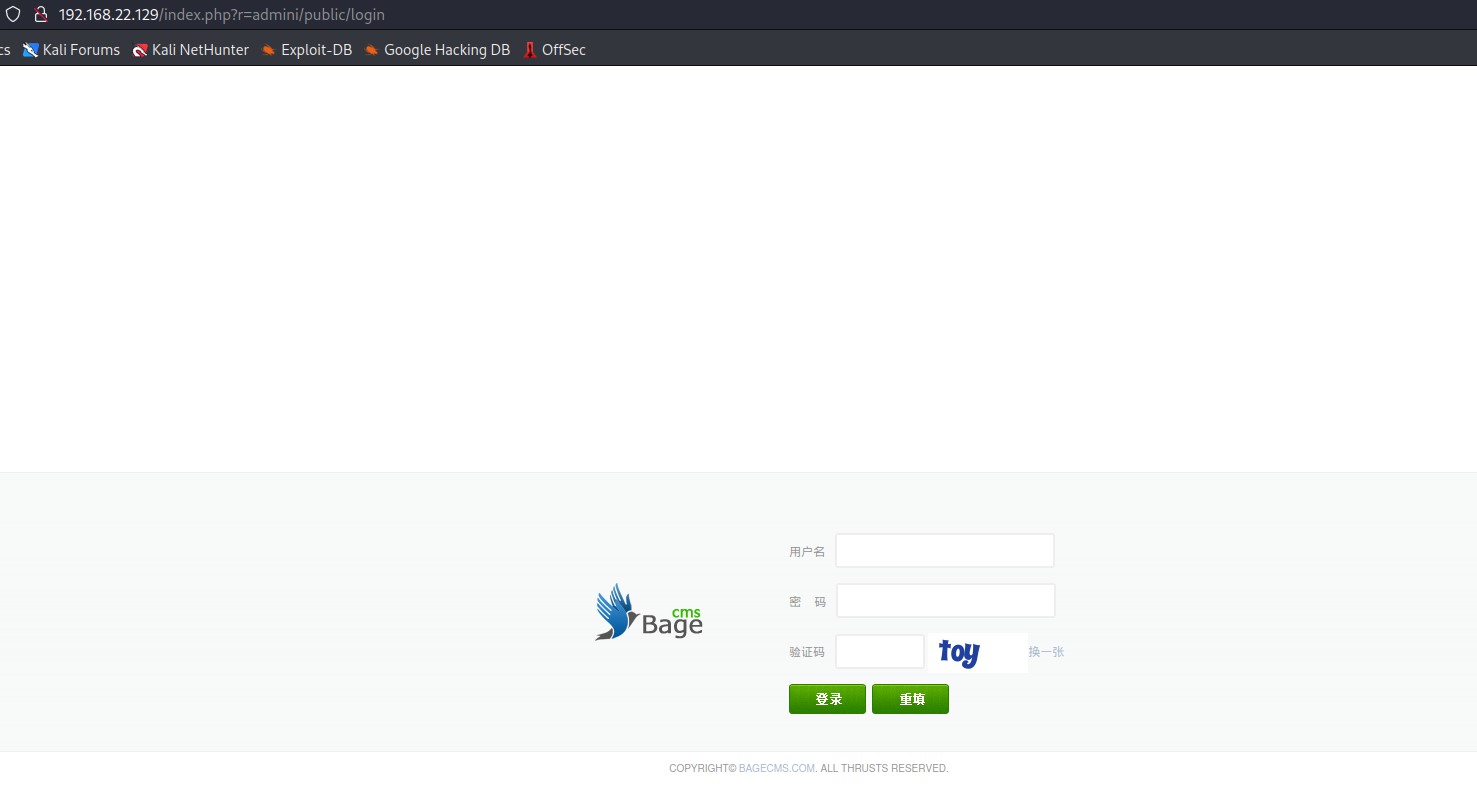 192.168.22.129/index.php?r=admini/public/login
cs Kali Forums Kali NetHunter Exploit-DB Google Hacking DB OffSec
用户名
密 码
cms
Bage
验证码 toy 换一张
登录 重填
COPYRIGHT© BAGECMS.COM. ALL THRUSTS RESERVED.